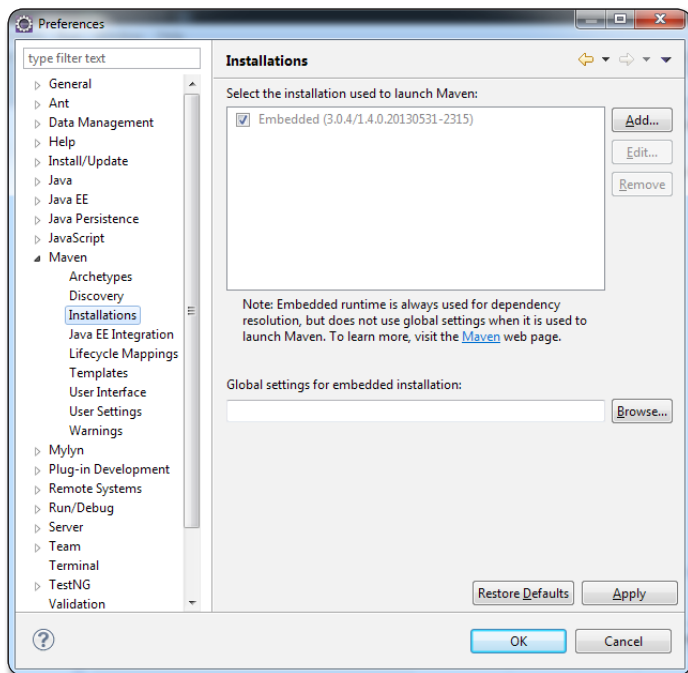 Preferences
type filter text
General
Ant
Data Management
Help
Install/Update
Java
Java EE
Java Persistence
JavaScript
Maven
Archetypes
Discovery
Installations
Java EE Integration
Lifecycle Mappings
Templates
User Interface
User Settings
Warnings
Mylyn
Plug-in Development
Remote Systems
Run/Debug
Server
Team
Terminal
TestNG
Validation
Installations
Select the installation used to launch Maven:
Embedded (3.0.4/1.4.0.20130531-2315)
Add...
Edit...
Remove
Note: Embedded runtime is always used for dependency
resolution, but does not use global settings when it is used to
launch Maven. To learn more, visit the Maven web page.
Global settings for embedded installation:
Browse...
Restore Defaults
Apply
?
OK
Cancel